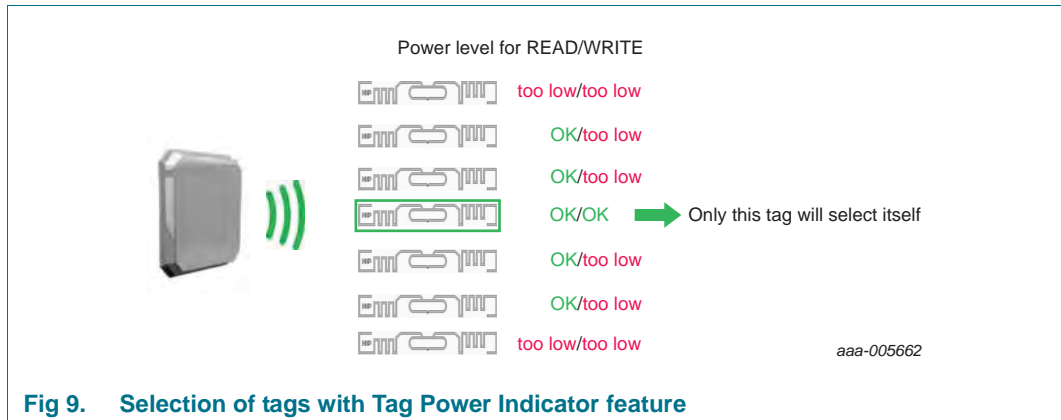 Power level for READ/WRITE
too low/too low
OK/too low
OK/too low
OK/OK Only this tag will select itself
OK/too low
OK/too low
too low/too low
aaa-005662
Fig 9. Selection of tags with Tag Power Indicator feature